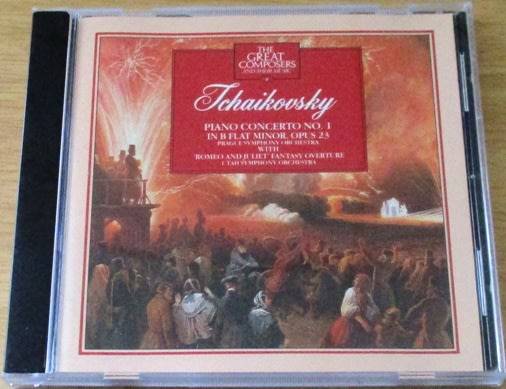 THE
GREAT
COMPOSERS
AND THEIR MUSIC
Tchaikovsky
PIANO CONCERTO NO. 1
IN B FLAT MINOR, OPUS 23
PRAGUE SYMPHONY ORCHESTRA
WITH
'ROMEO AND JULIET' FANTASY OVERTURE
UTAH SYMPHONY ORCHESTRA